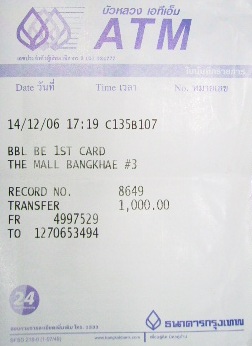 บัวหลวง เอทีเอ็ม
ATM
Date วันที่ Time เวลา No. หมายเลข
14/12/06 17:19 C135B107
BBL BE 1ST CARD
THE MALL BANGKHAE #3
RECORD NO. 8649
TRANSFER 1,000.00
FR 4997529
TO 1270653494
24
ธนาคารกรุงเทพ